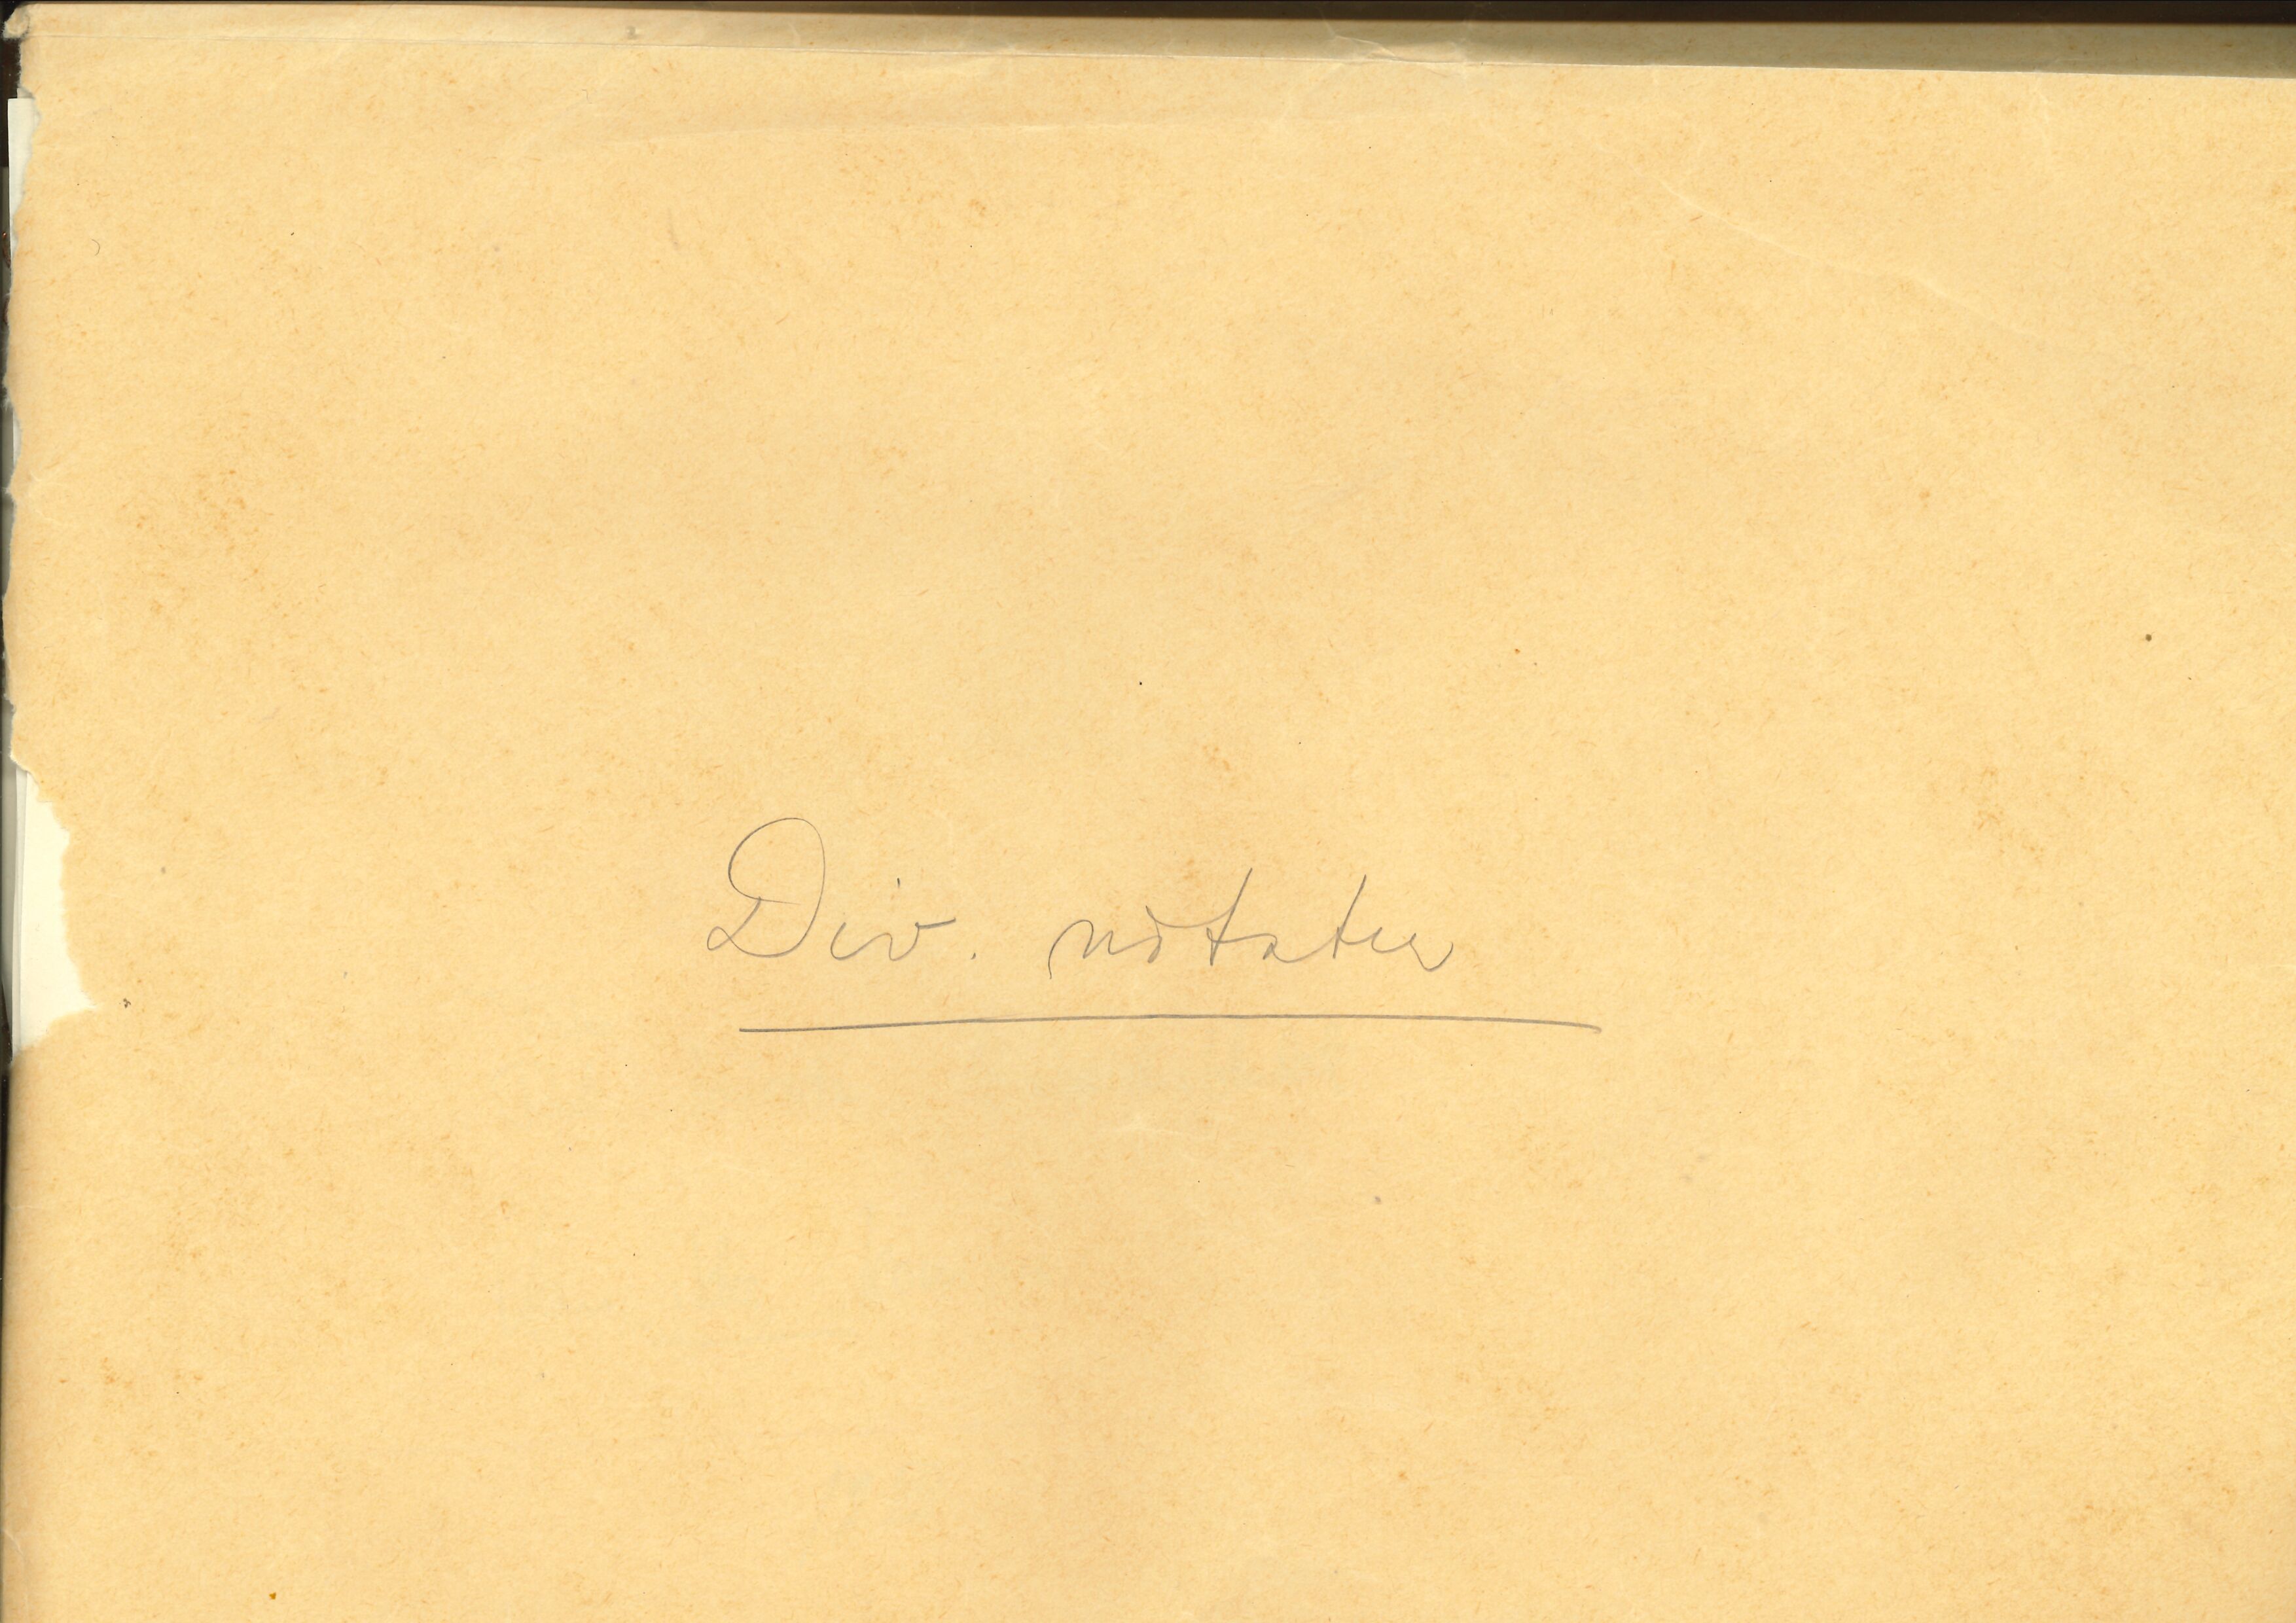 Div. notater